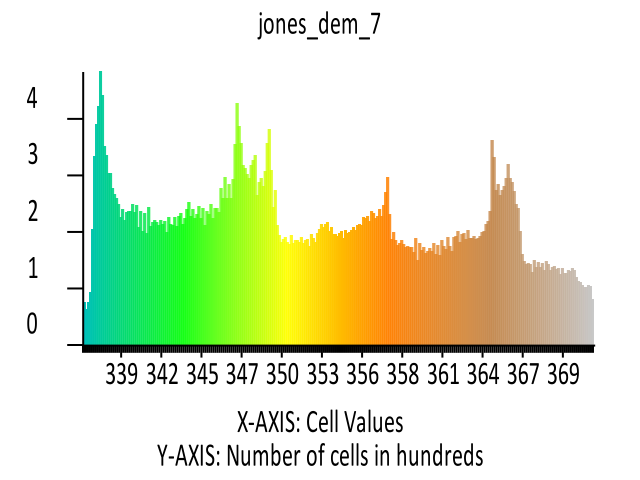 jones_dem_7
4
3
2
1
0
339 342 345 347 350 353 356 358 361 364 367 369
X-AXIS: Cell Values
Y-AXIS: Number of cells in hundreds